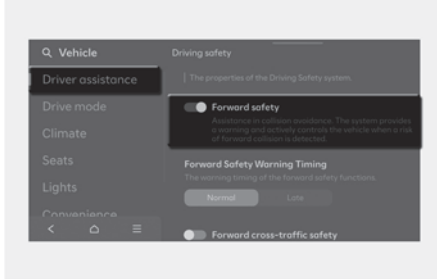 Vehicle
Driving safety
Driver assistance
The properties of the Driving Safety system.
Drive mode
Forward safety
Assistance in collision avoidance. The system provides
a warning and actively controls the vehicle when a risk
of forward collision is detected.
Climate
Seats
Forward Safety Warning Timing
The warning timing of the forward safety functions.
Lights
Normal
Late
Convenience
Forward cross-traffic safety